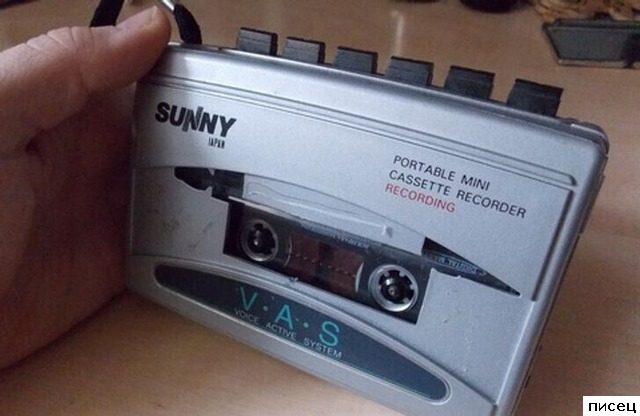 SUNNY
JAPAN
PORTABLE MINI
CASSETTE RECORDER
RECORDING
V·A·S
VOICE ACTIVE SYSTEM
писец